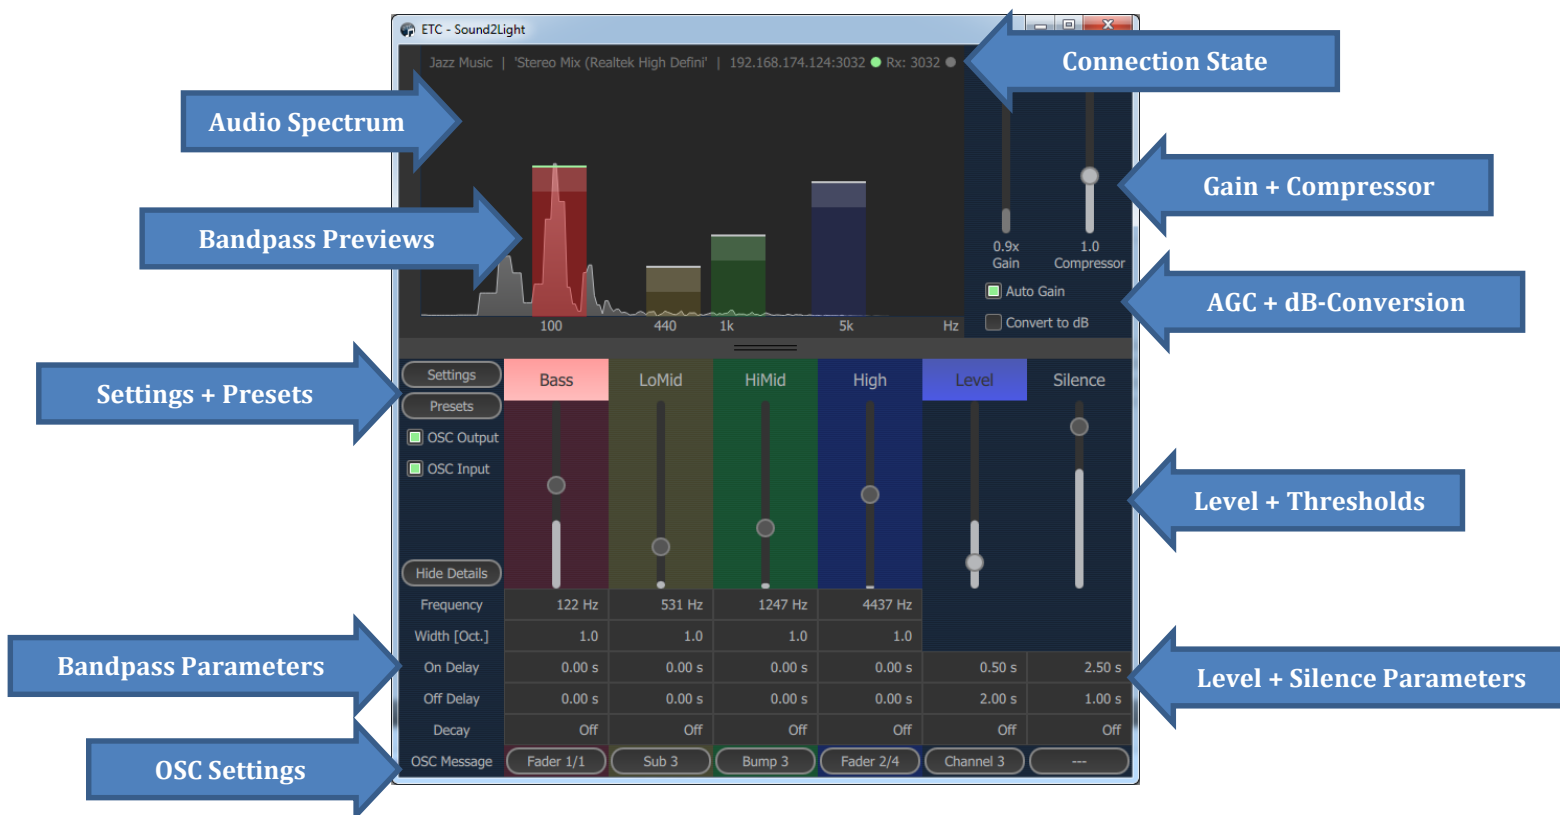 ETC - Sound2Light
Jazz Music | 'Stereo Mix (Realtek High Defini' | 192.168.174.124:3032 Rx: 3032
Connection State
Audio Spectrum
Gain + Compressor
Bandpass Previews
0.9x 1.0
Gain Compressor
Auto Gain
AGC + dB-Conversion
Convert to dB
100 440 1k 5k Hz
Settings + Presets
Settings
Presets
OSC Output
OSC Input
Bass LoMid HiMid High Level Silence
Level + Thresholds
Hide Details
Frequency 122 Hz 531 Hz 1247 Hz 4437 Hz
Width [Oct.] 1.0 1.0 1.0 1.0
Bandpass Parameters
On Delay 0.00 s 0.00 s 0.00 s 0.00 s 0.50 s 2.50 s
Level + Silence Parameters
Off Delay 0.00 s 0.00 s 0.00 s 0.00 s 2.00 s 1.00 s
Decay Off Off Off Off Off Off
OSC Settings
OSC Message Fader 1/1 Sub 3 Bump 3 Fader 2/4 Channel 3 ---